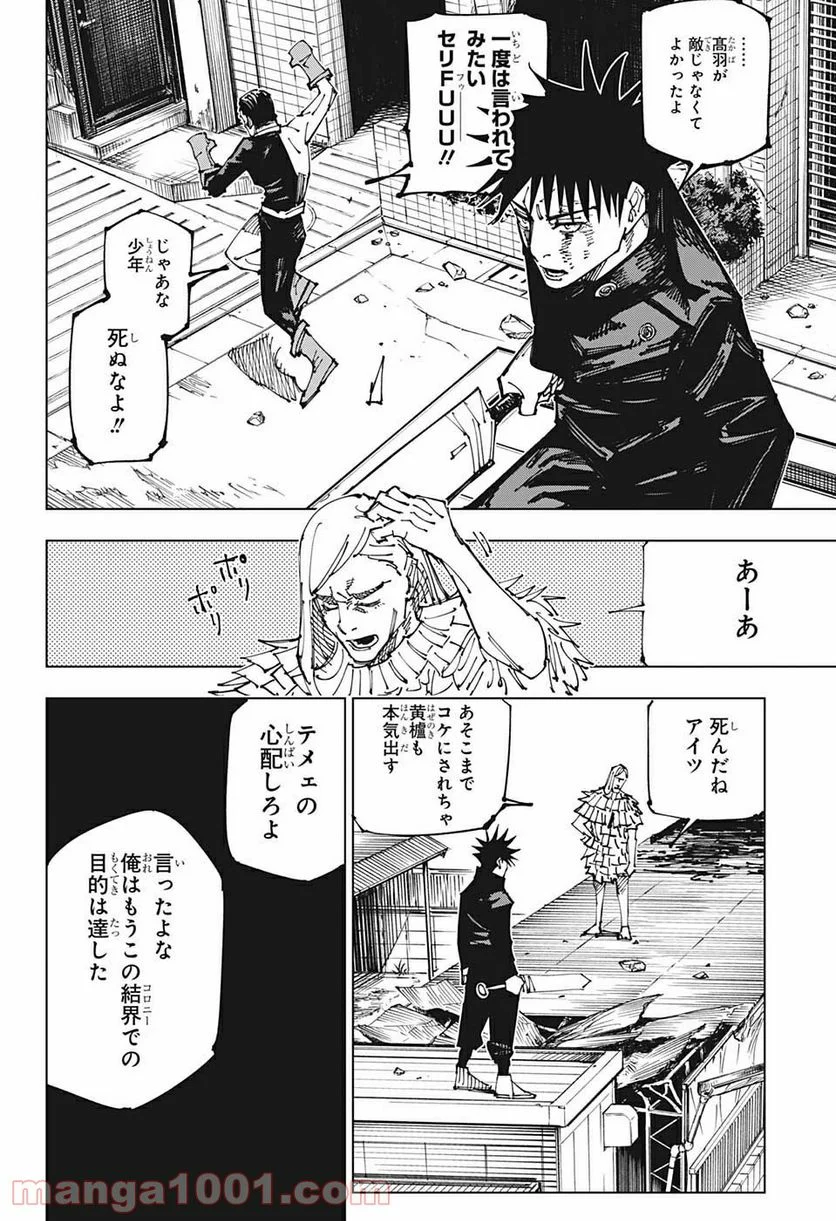 ……
髙羽が
敵じゃなくて
よかったよ
一度は言われて
みたい
セリFUUU!!
じゃあな
少年
死ぬなよ!!
あーあ
ポリ
ポリ
死んだね
アイツ
あそこまで
コケにされちゃ
黄櫨も
本気出す
テメェの
心配しろよ
言ったよな
俺はもうこの結界での
目的は達した
manga1001.com